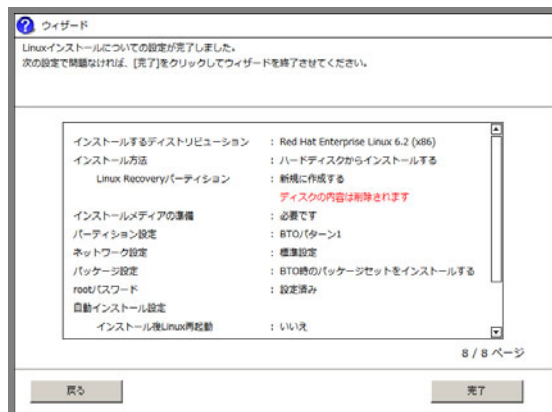 ウィザード
Linuxインストールについての設定が完了しました。
次の設定で問題なければ、[完了]をクリックしてウィザードを終了させてください。
インストールするディストリビューション : Red Hat Enterprise Linux 6.2 (x86)
インストール方法 : ハードディスクからインストールする
Linux Recoveryパーティション : 新規に作成する
ディスクの内容は削除されます
インストールメディアの準備 : 必要です
パーティション設定 : BTOパターン1
ネットワーク設定 : 標準設定
パッケージ設定 : BTO時のパッケージセットをインストールする
rootパスワード : 設定済み
自動インストール設定
インストール後Linux再起動 : いいえ
8 / 8 ページ
戻る 完了